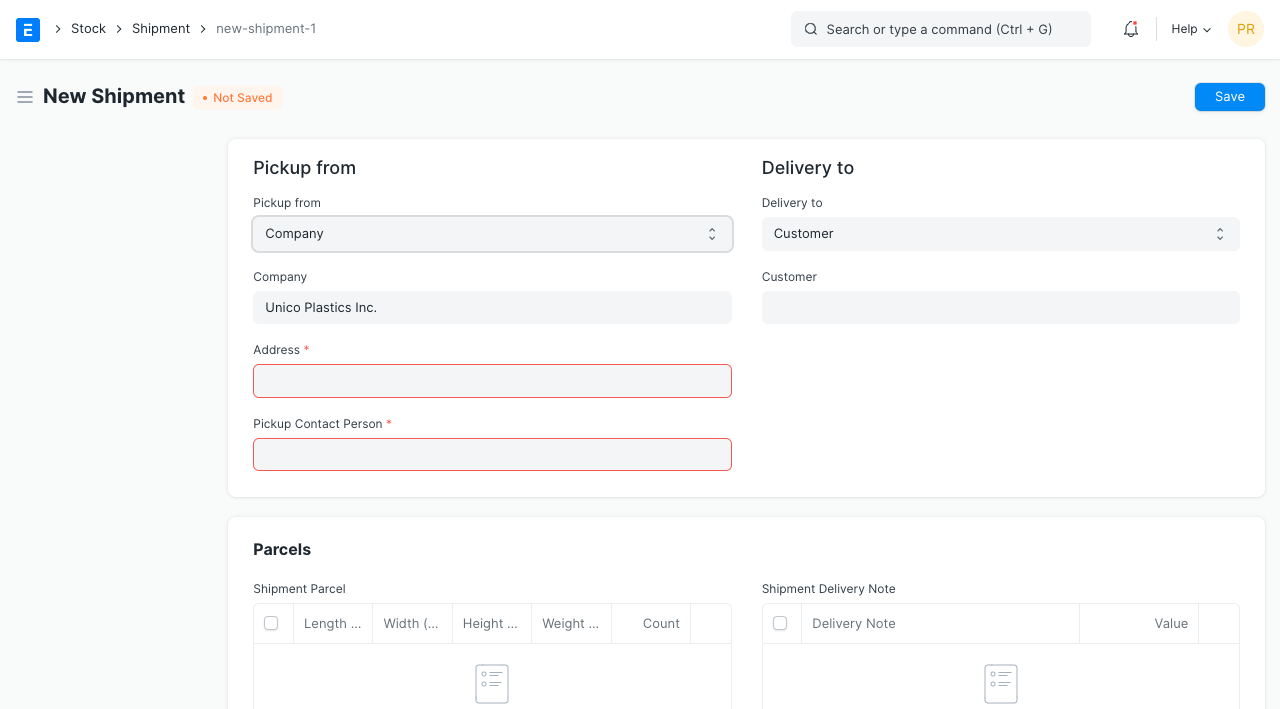 Stock
Shipment
new-shipment-1
Search or type a command (Ctrl + G)
Help
PR
New Shipment
Not Saved
Save
Pickup from
Pickup from
Company
Company
Unico Plastics Inc.
Address *
Pickup Contact Person *
Delivery to
Delivery to
Customer
Customer
Parcels
Shipment Parcel
Length ... Width (... Height ... Weight ... Count
Shipment Delivery Note
Delivery Note Value